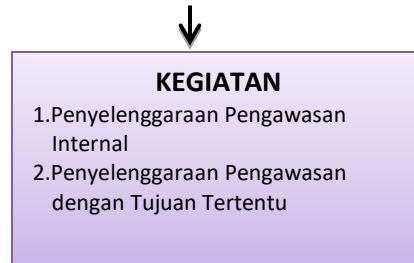 KEGIATAN
1.Penyelenggaraan Pengawasan
Internal
2.Penyelenggaraan Pengawasan
dengan Tujuan Tertentu